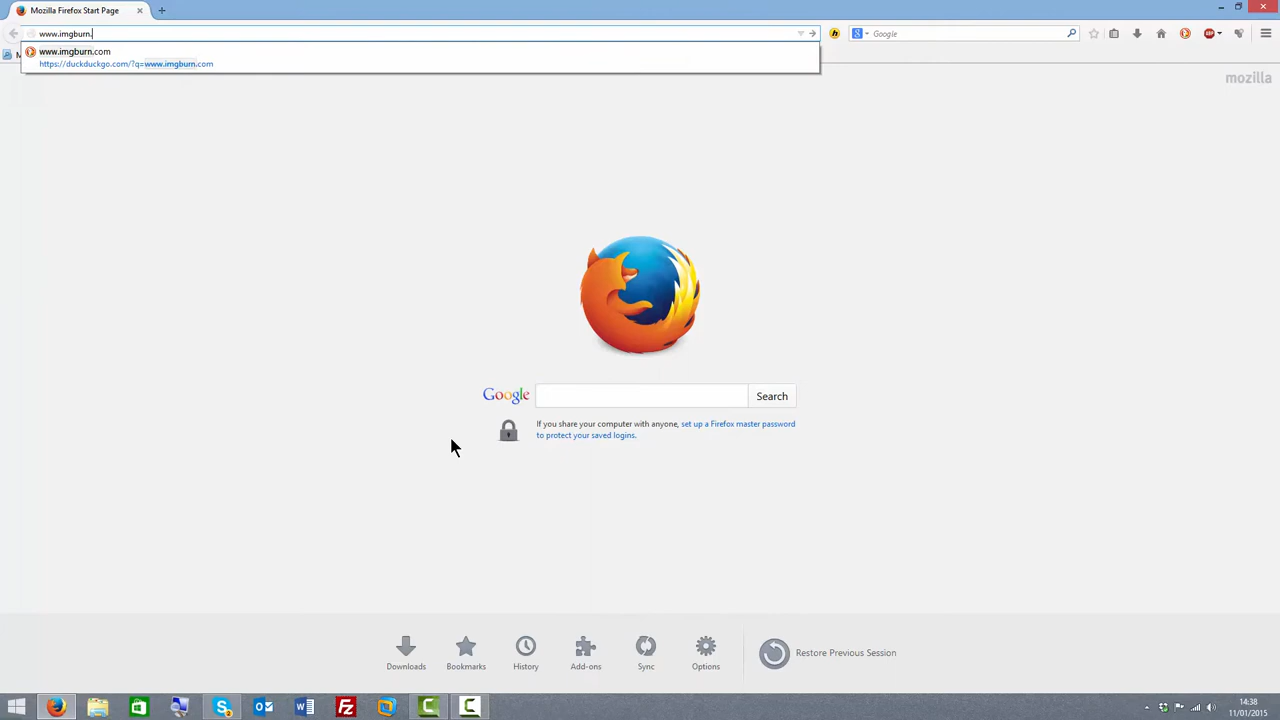 Mozilla Firefox Start Page
www.imgburn.
Google
www.imgburn.com
https://duckduckgo.com/?q=www.imgburn.com
mozilla
Google
Search
If you share your computer with anyone, set up a Firefox master password
to protect your saved logins.
Downloads
Bookmarks
History
Add-ons
Sync
Options
Restore Previous Session
14:38
11/01/2015